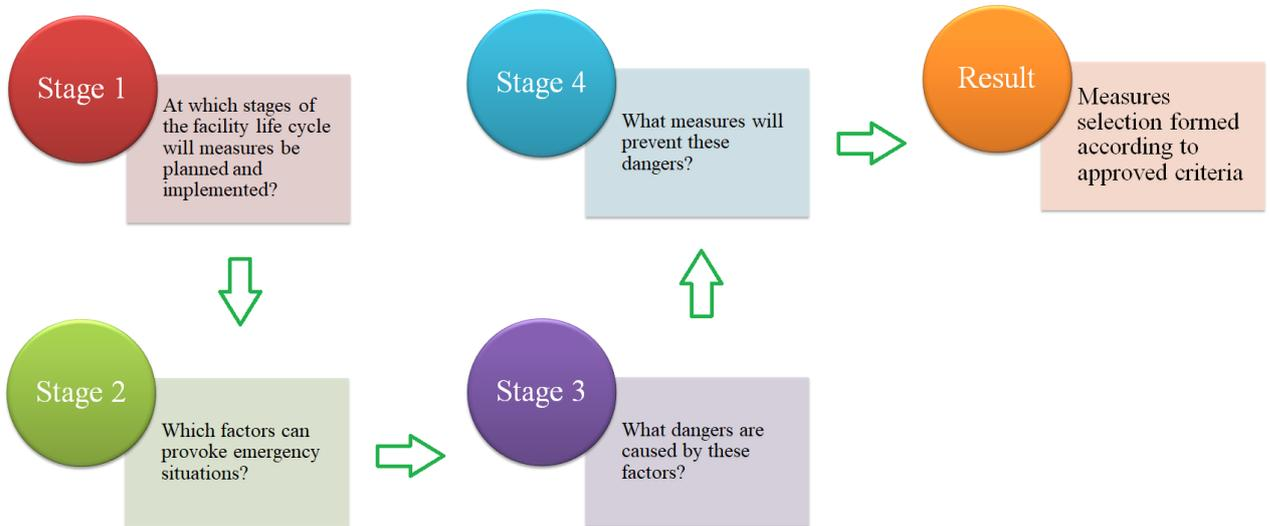 Stage 1
At which stages of
the facility life cycle
will measures be
planned and
implemented?
Stage 2
Which factors can
provoke emergency
situations?
Stage 3
What dangers are
caused by these
factors?
Stage 4
What measures will
prevent these
dangers?
Result
Measures
selection formed
according to
approved criteria